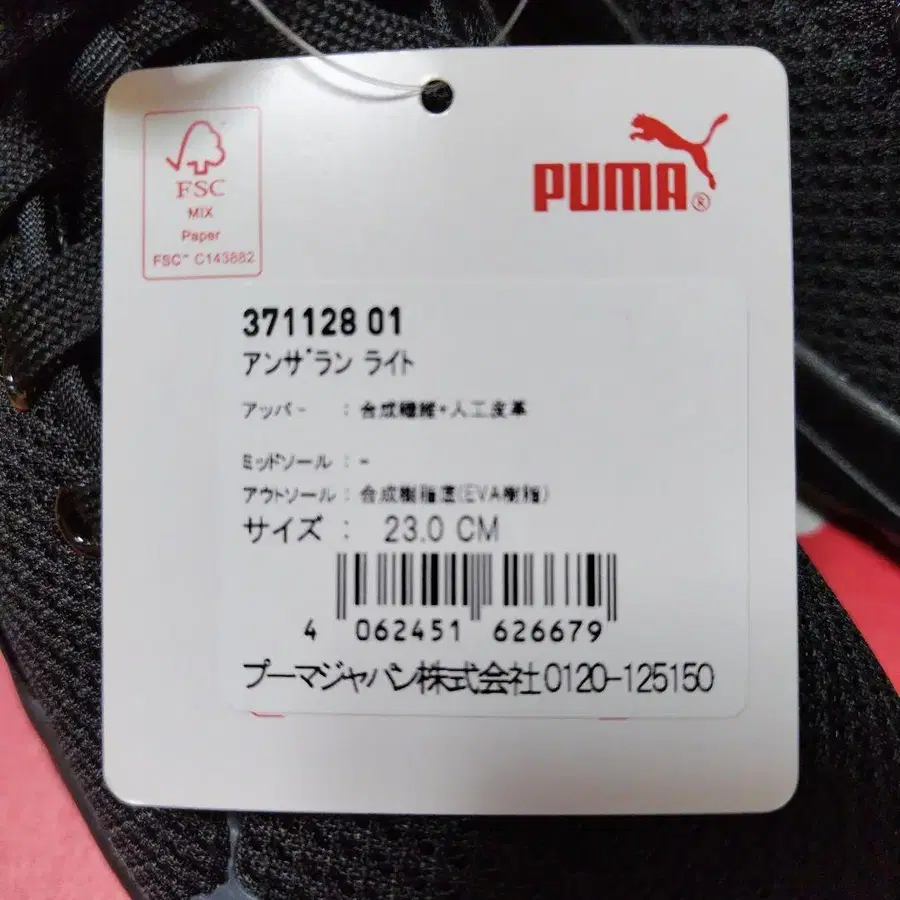 FSC
MIX
Paper
FSC™ C143882
PUMA®
371128 01
アンザラン ライト
アッパー : 合成繊維+人工皮革
ミッドソール : -
アウトソール : 合成樹脂底(EVA樹脂)
サイズ : 23.0 CM
4 062451 626679
プーマジャパン株式会社0120-125150